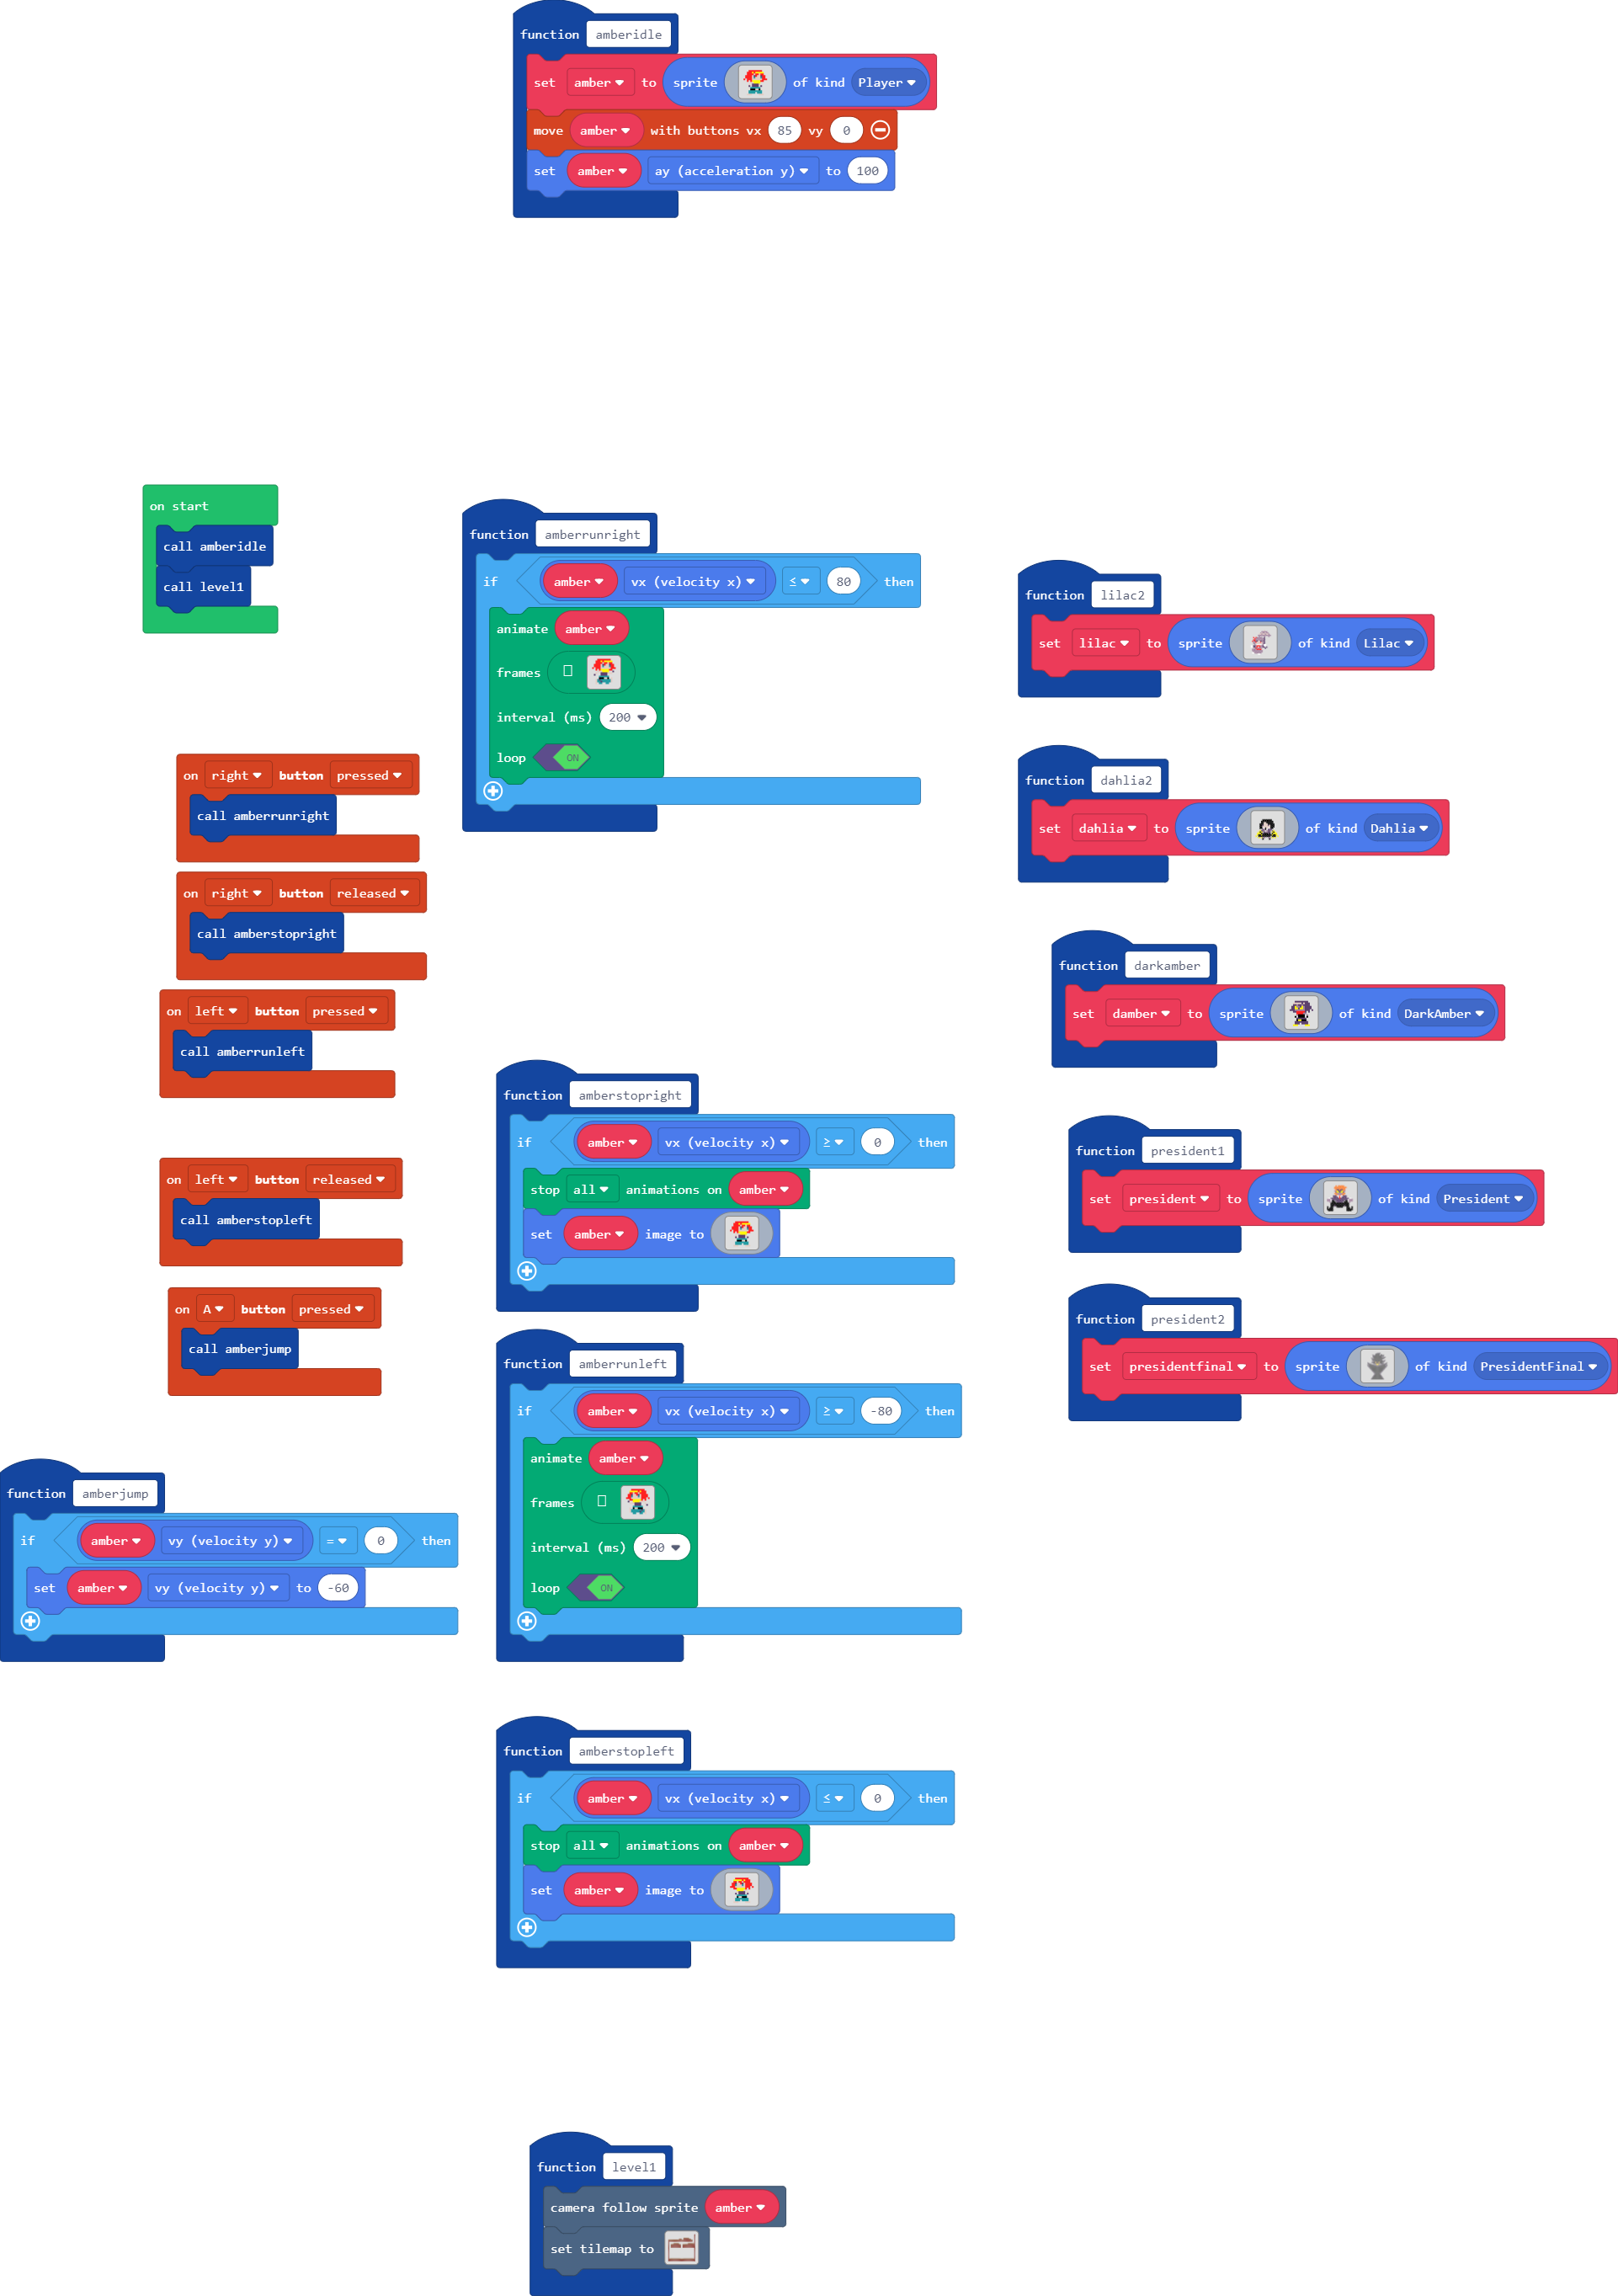 function amberidle
set amber to sprite of kind Player
move amber with buttons vx 85 vy 0
set amber ay (acceleration y) to 100
on start
call amberidle
call level1
function amberrunright
if amber vx (velocity x) ≤ 80 then
animate amber
frames
interval (ms) 200
loop ON
function lilac2
set lilac to sprite of kind Lilac
function dahlia2
set dahlia to sprite of kind Dahlia
on right button pressed
call amberrunright
on right button released
call amberstopright
on left button pressed
call amberrunleft
function darkamber
set damber to sprite of kind DarkAmber
function amberstopright
if amber vx (velocity x) ≥ 0 then
stop all animations on amber
set amber image to
function president1
set president to sprite of kind President
on left button released
call amberstopleft
on A button pressed
call amberjump
function president2
set presidentfinal to sprite of kind PresidentFinal
function amberrunleft
if amber vx (velocity x) ≥ -80 then
animate amber
frames
interval (ms) 200
loop ON
function amberjump
if amber vy (velocity y) = 0 then
set amber vy (velocity y) to -60
function amberstopleft
if amber vx (velocity x) ≤ 0 then
stop all animations on amber
set amber image to
function level1
camera follow sprite amber
set tilemap to